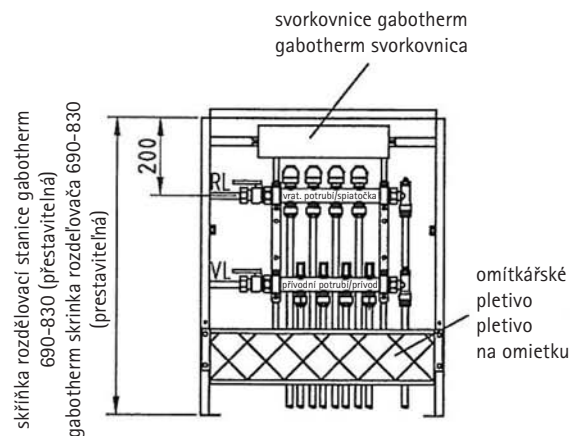 svorkovnice gabotherm
gabotherm svorkovnica
skříňka rozdělovací stanice gabotherm
690-830 (přestavitelná)
gabotherm skrinka rozdeľovača 690-830
(prestaviteľná)
200
RL
vrat. potrubí/spiatočka
VL
přívodní potrubí/prívod
omítkářské
pletivo
pletivo
na omietku